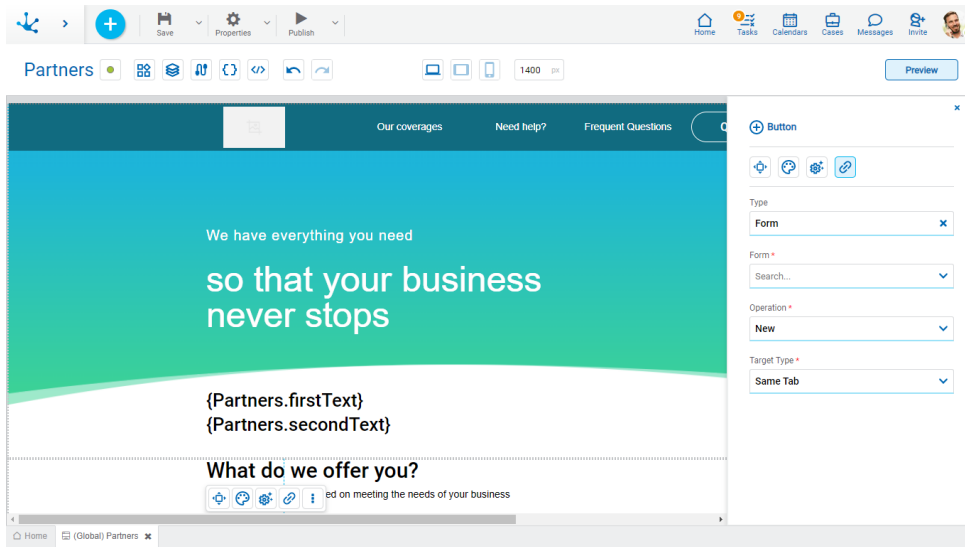 Save
Properties
Publish
Home
9
Tasks
Calendars
Cases
Messages
Invite
Partners
1400 px
Preview
Our coverages
Need help?
Frequent Questions
Button
Type
Form
Form *
Search...
Operation *
New
Target Type *
Same Tab
We have everything you need
so that your business
never stops
{Partners.firstText}
{Partners.secondText}
What do we offer you?
ed on meeting the needs of your business
Home
(Global) Partners